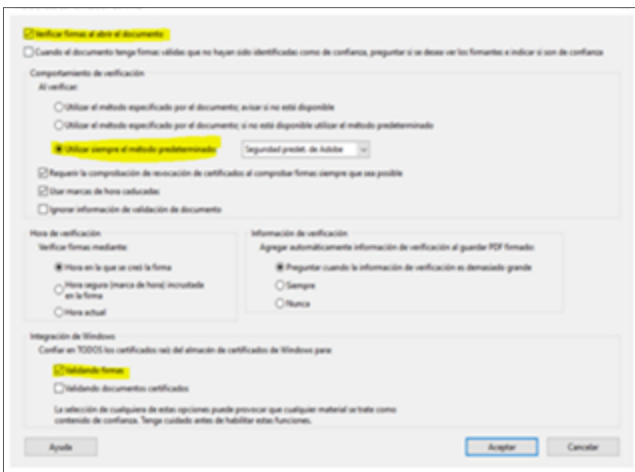 Verificar firmas al abrir el documento
Cuando el documento tenga firmas válidas que no hayan sido identificadas como de confianza, preguntar si se desea ver los firmantes e indicar si son de confianza
Comportamiento de verificación
Al verificar:
Utilizar el método especificado por el documento; avisar si no está disponible
Utilizar el método especificado por el documento; si no está disponible utilizar el método predeterminado
Utilizar siempre el método predeterminado: Seguridad predet. de Adobe
Requerir la comprobación de revocación de certificados al comprobar firmas siempre que sea posible
Usar marcas de hora caducadas
Ignorar información de validación de documento
Hora de verificación
Verificar firmas mediante:
Hora en la que se creó la firma
Hora segura (marca de hora) incrustada
en la firma
Hora actual
Información de verificación
Agregar automáticamente información de verificación al guardar PDF firmado:
Preguntar cuando la información de verificación es demasiado grande
Siempre
Nunca
Integración de Windows
Confiar en TODOS los certificados raíz del almacén de certificados de Windows para:
Validando firmas
Validando documentos certificados
La selección de cualquiera de estas opciones puede provocar que cualquier material se trate como
contenido de confianza. Tenga cuidado antes de habilitar estas funciones.
Ayuda
Aceptar
Cancelar